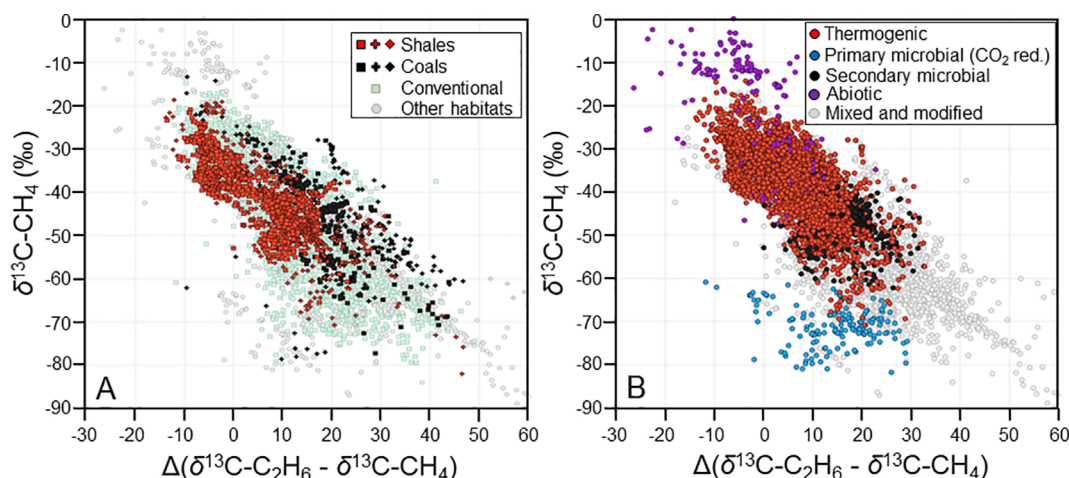 0
-10
-20
-30
-40
-50
-60
-70
-80
-90
δ¹³C-CH₄ (‰)
Shales
Coals
Conventional
Other habitats
A
-30 -20 -10 0 10 20 30 40 50 60
Δ(δ¹³C-C₂H₆ - δ¹³C-CH₄)
0
-10
-20
-30
-40
-50
-60
-70
-80
-90
δ¹³C-CH₄ (‰)
Thermogenic
Primary microbial (CO₂ red.)
Secondary microbial
Abiotic
Mixed and modified
B
-30 -20 -10 0 10 20 30 40 50 60
Δ(δ¹³C-C₂H₆ - δ¹³C-CH₄)